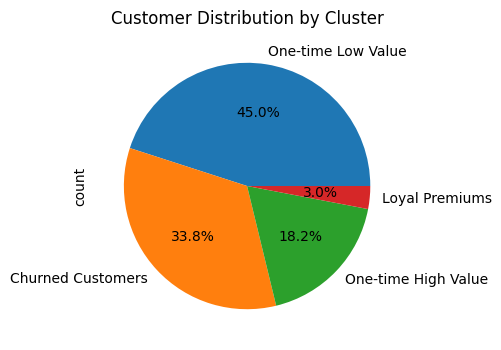 Customer Distribution by Cluster
One-time Low Value
45.0%
count
3.0%
Loyal Premiums
33.8%
18.2%
Churned Customers
One-time High Value